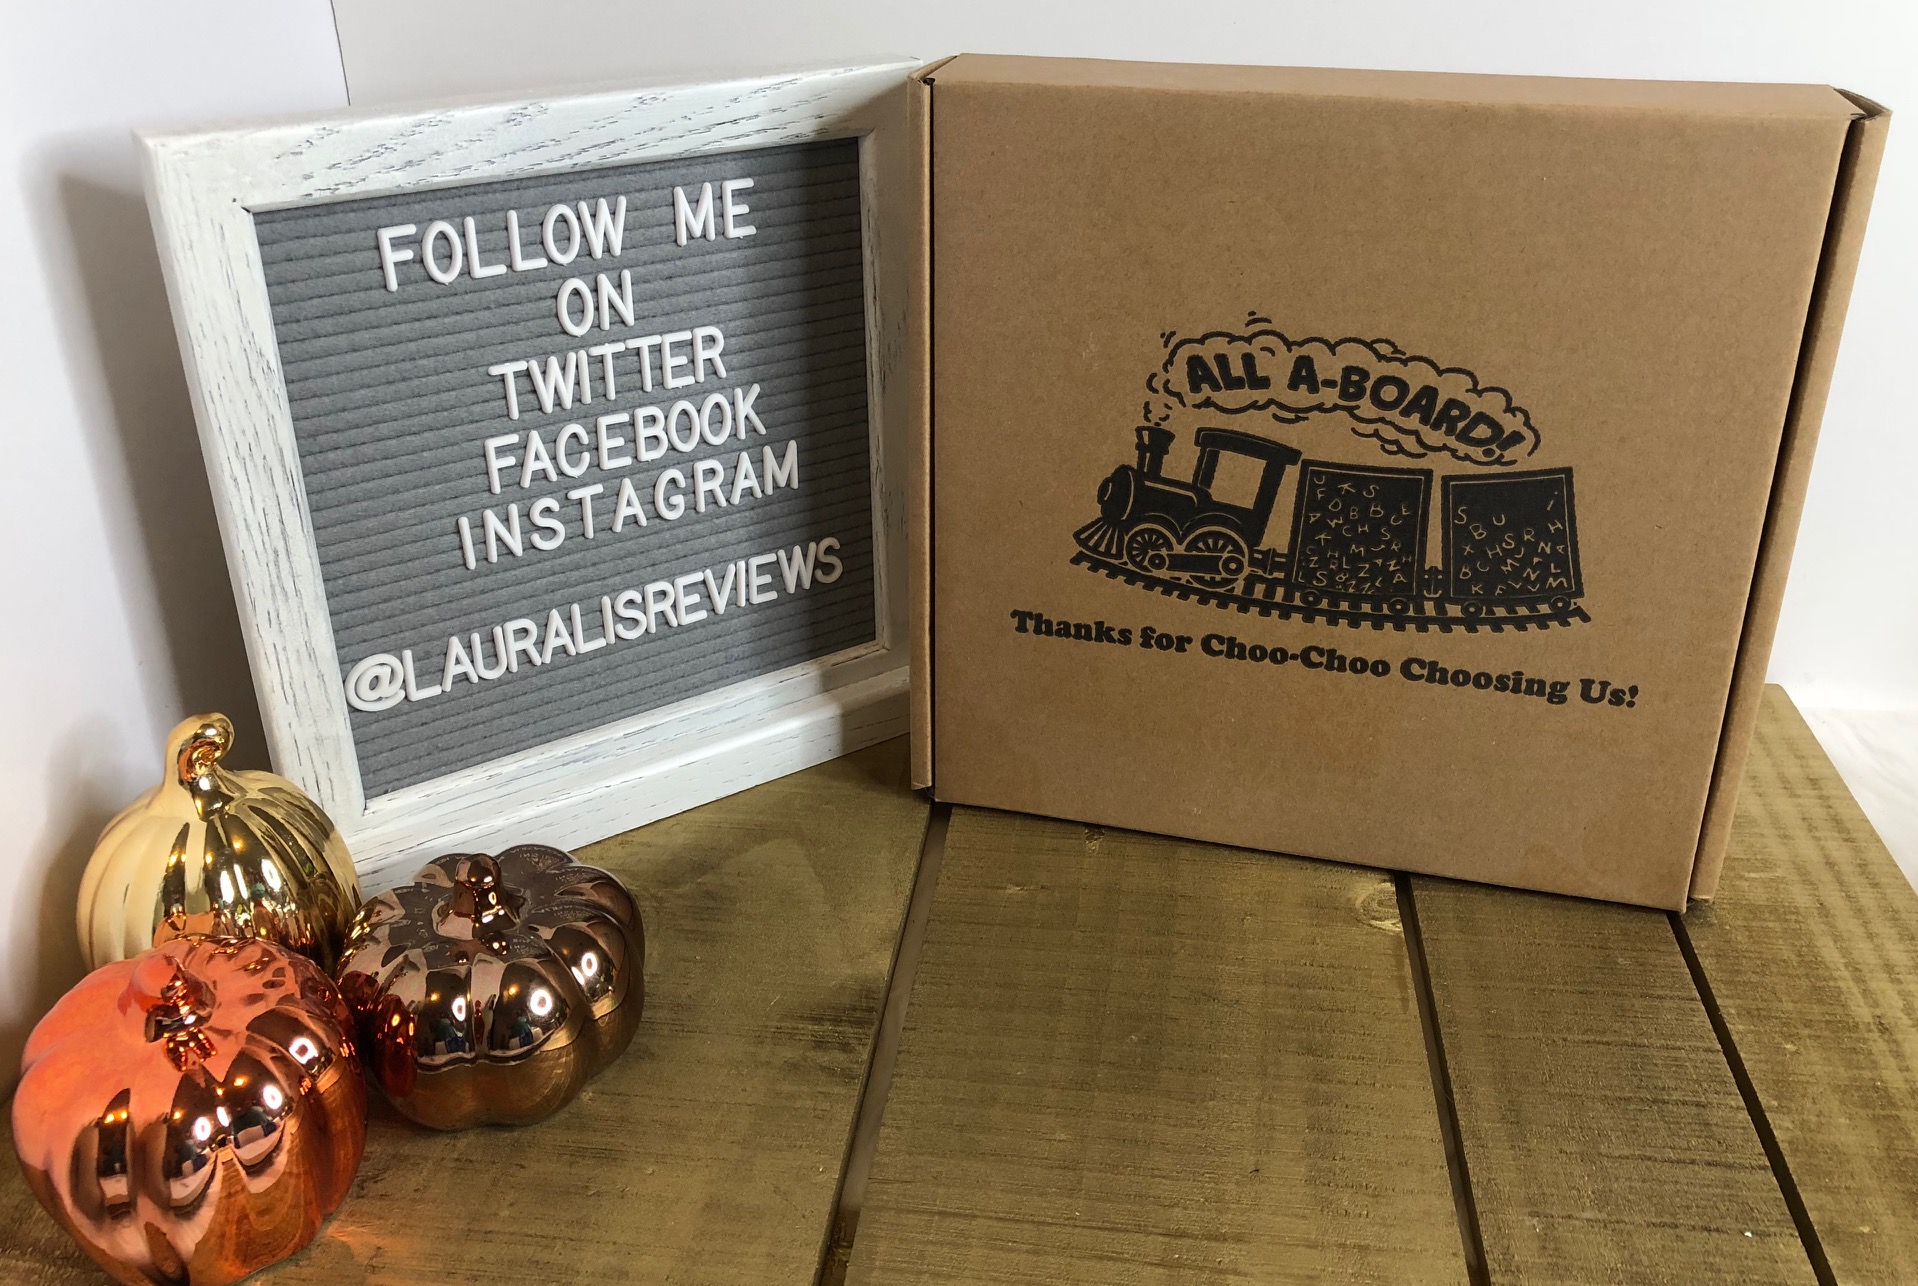 FOLLOW ME
ON
TWITTER
FACEBOOK
INSTAGRAM
@LAURALISREVIEWS
ALL A-BOARD!
Thanks for Choo-Choo Choosing Us!